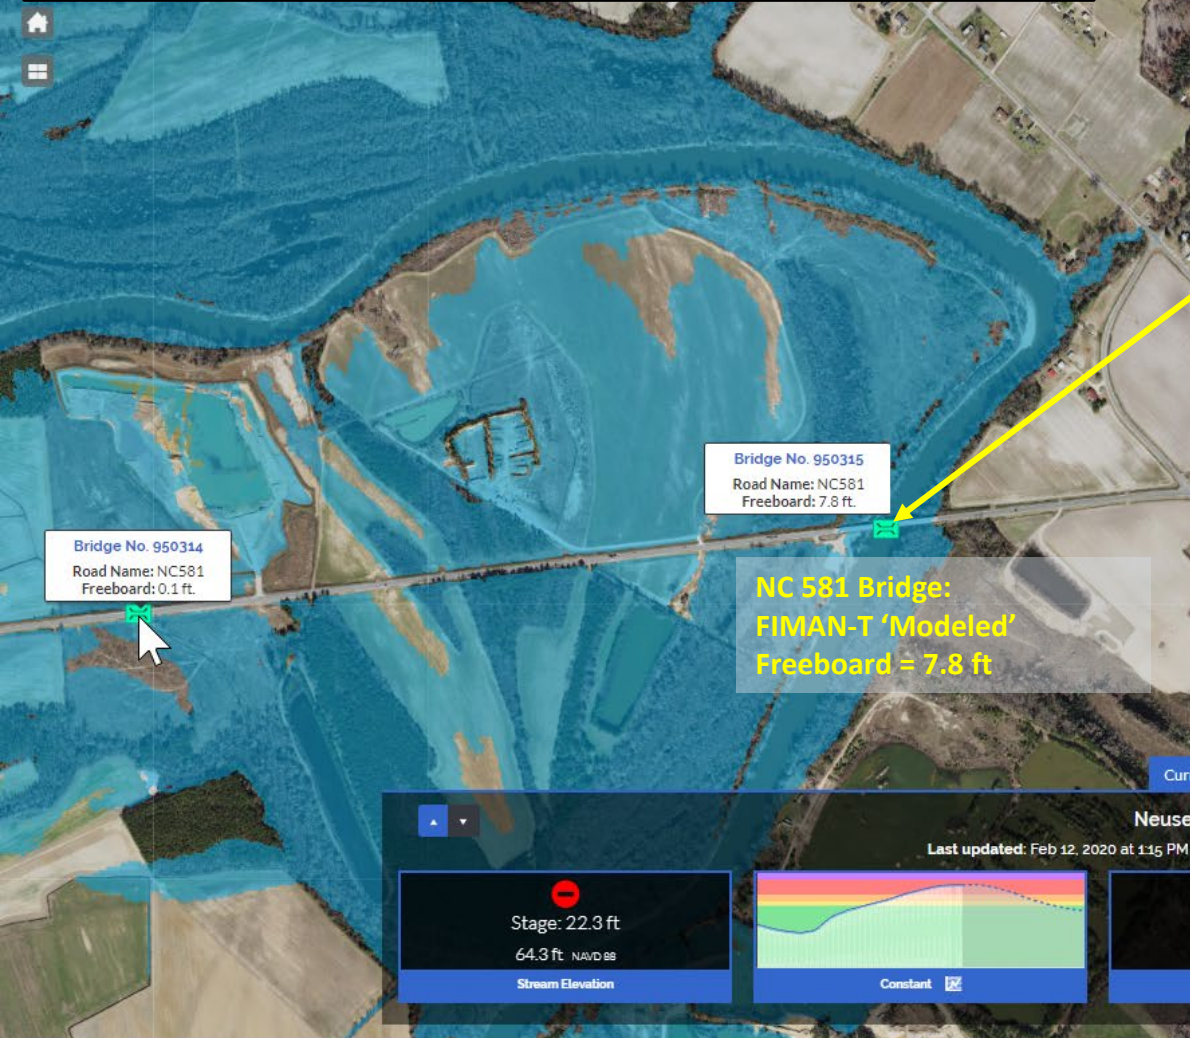 Bridge No. 950315
Road Name: NC581
Freeboard: 7.8 ft.
Bridge No. 950314
Road Name: NC581
Freeboard: 0.1 ft.
NC 581 Bridge:
FIMAN-T ‘Modeled’
Freeboard = 7.8 ft
Neuse
Last updated: Feb 12, 2020 at 1:15 PM
Stage: 22.3 ft
64.3 ft NAVD 88
Stream Elevation
Constant